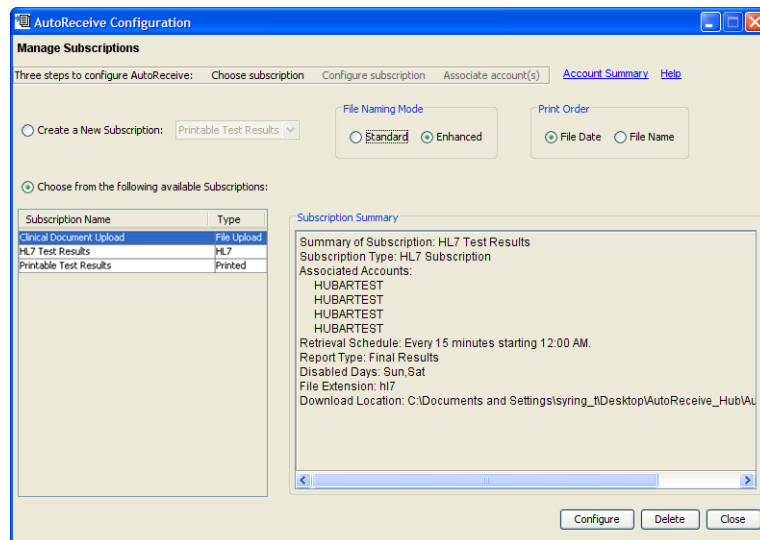 AutoReceive Configuration
Manage Subscriptions
Three steps to configure AutoReceive: Choose subscription Configure subscription Associate account(s) Account Summary Help
File Naming Mode Print Order
Create a New Subscription: Printable Test Results Standard Enhanced File Date File Name
Choose from the following available Subscriptions:
Subscription Name Type
Clinical Document Upload File Upload
HL7 Test Results HL7
Printable Test Results Printed
Subscription Summary
Summary of Subscription: HL7 Test Results
Subscription Type: HL7 Subscription
Associated Accounts:
HUBARTEST
HUBARTEST
HUBARTEST
HUBARTEST
Retrieval Schedule: Every 15 minutes starting 12:00 AM.
Report Type: Final Results
Disabled Days: Sun,Sat
File Extension: hl7
Download Location: C:\Documents and Settings\syring_t\Desktop\AutoReceive_Hub\Au
Configure Delete Close